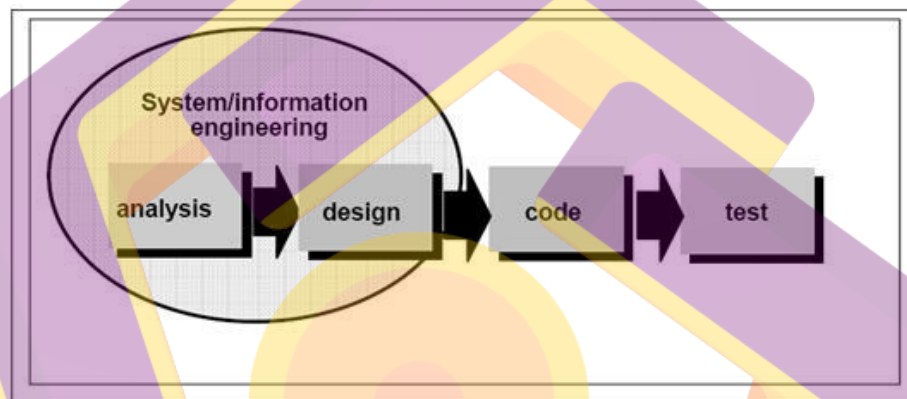 System/information
engineering
analysis
design
code
test